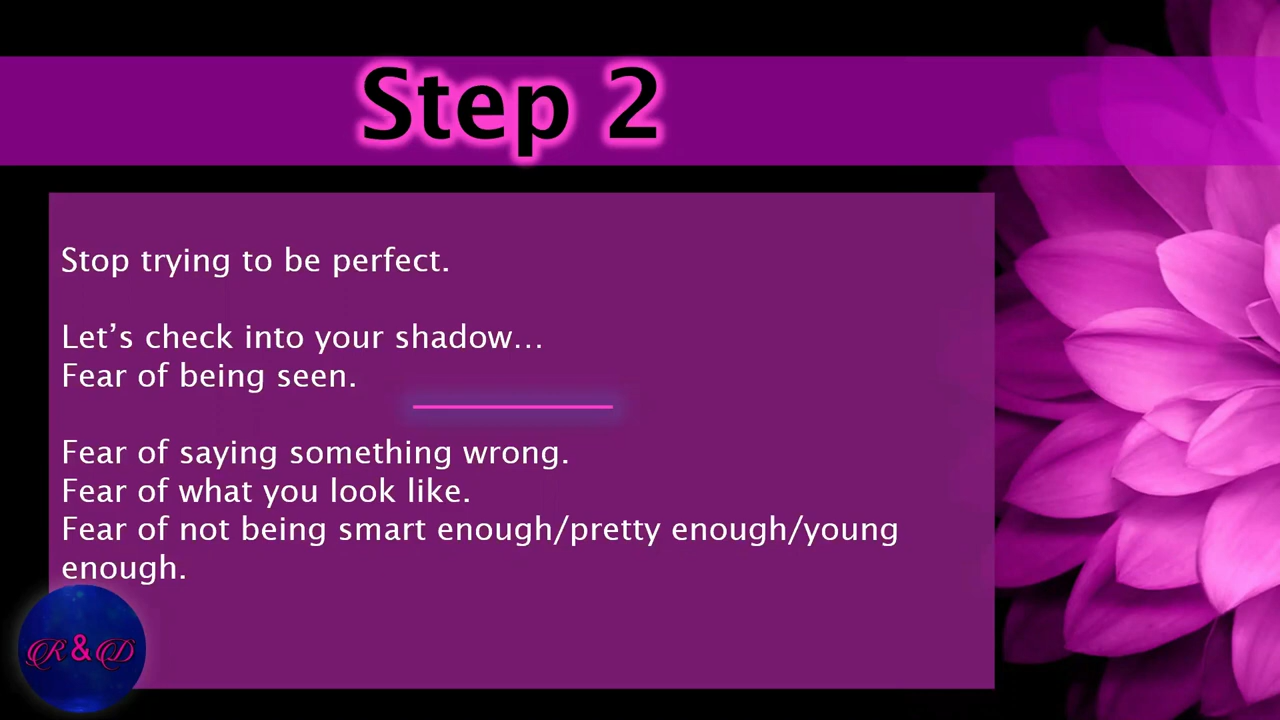 Step 2
Stop trying to be perfect.
Let’s check into your shadow…
Fear of being seen.
Fear of saying something wrong.
Fear of what you look like.
Fear of not being smart enough/pretty enough/young
enough.
R & D